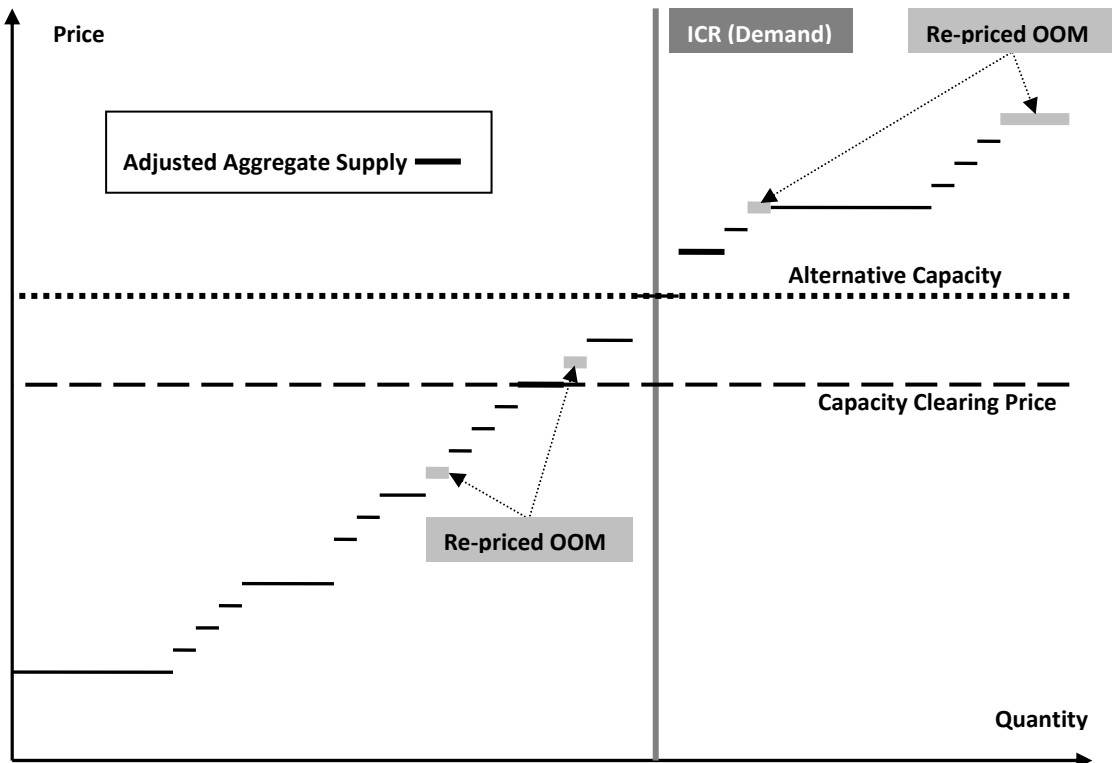 Price
ICR (Demand)
Re-priced OOM
Adjusted Aggregate Supply
Alternative Capacity
Capacity Clearing Price
Re-priced OOM
Quantity